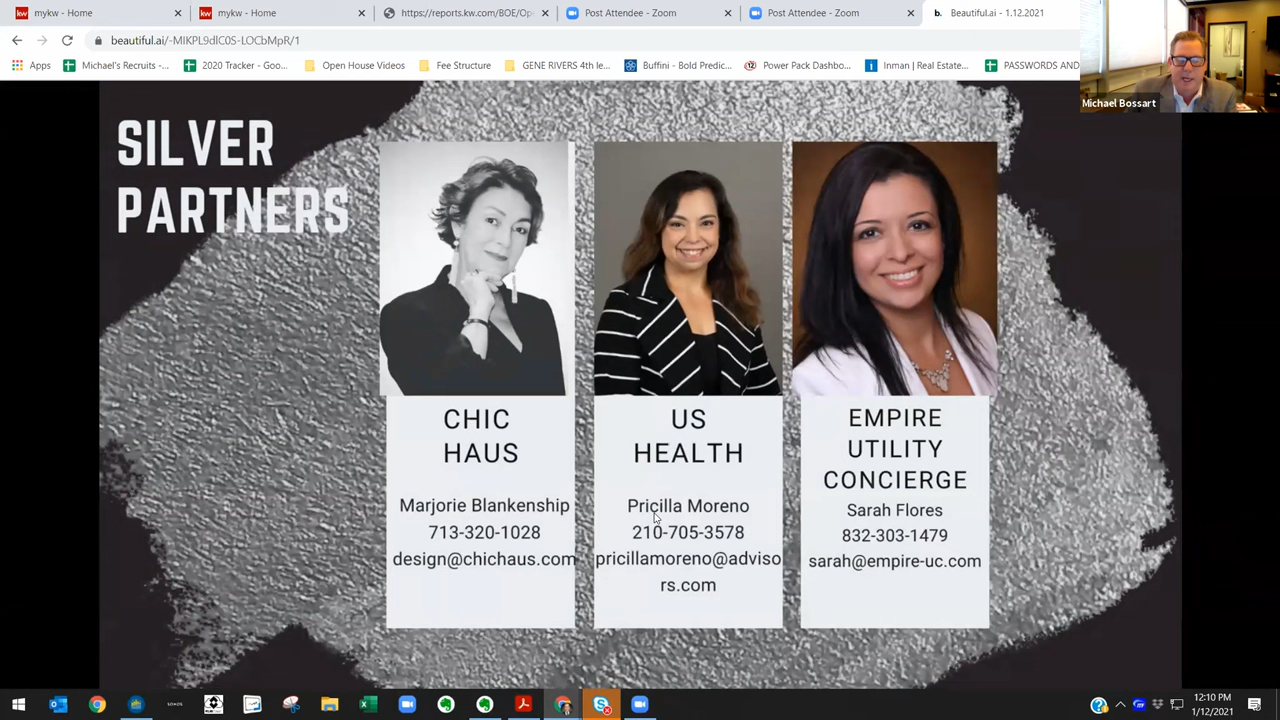 mykw - Home
mykw - Home
https://reports.kw.com/BOE/Op
Post Attendee - Zoom
Post Attendee - Zoom
b. Beautiful.ai - 1.12.2021
beautiful.ai/-MIKPL9dlC0S-LOCbMpR/1
Apps
Michael's Recruits -...
2020 Tracker - Goo...
Open House Videos
Fee Structure
GENE RIVERS 4th le...
Buffini - Bold Predic...
Power Pack Dashbo...
Inman | Real Estate...
PASSWORDS AND
Michael Bossart
SILVER
PARTNERS
CHIC
HAUS
Marjorie Blankenship
713-320-1028
design@chichaus.com
US
HEALTH
Pricilla Moreno
210-705-3578
pricillamoreno@adviso
rs.com
EMPIRE
UTILITY
CONCIERGE
Sarah Flores
832-303-1479
sarah@empire-uc.com
12:10 PM
1/12/2021